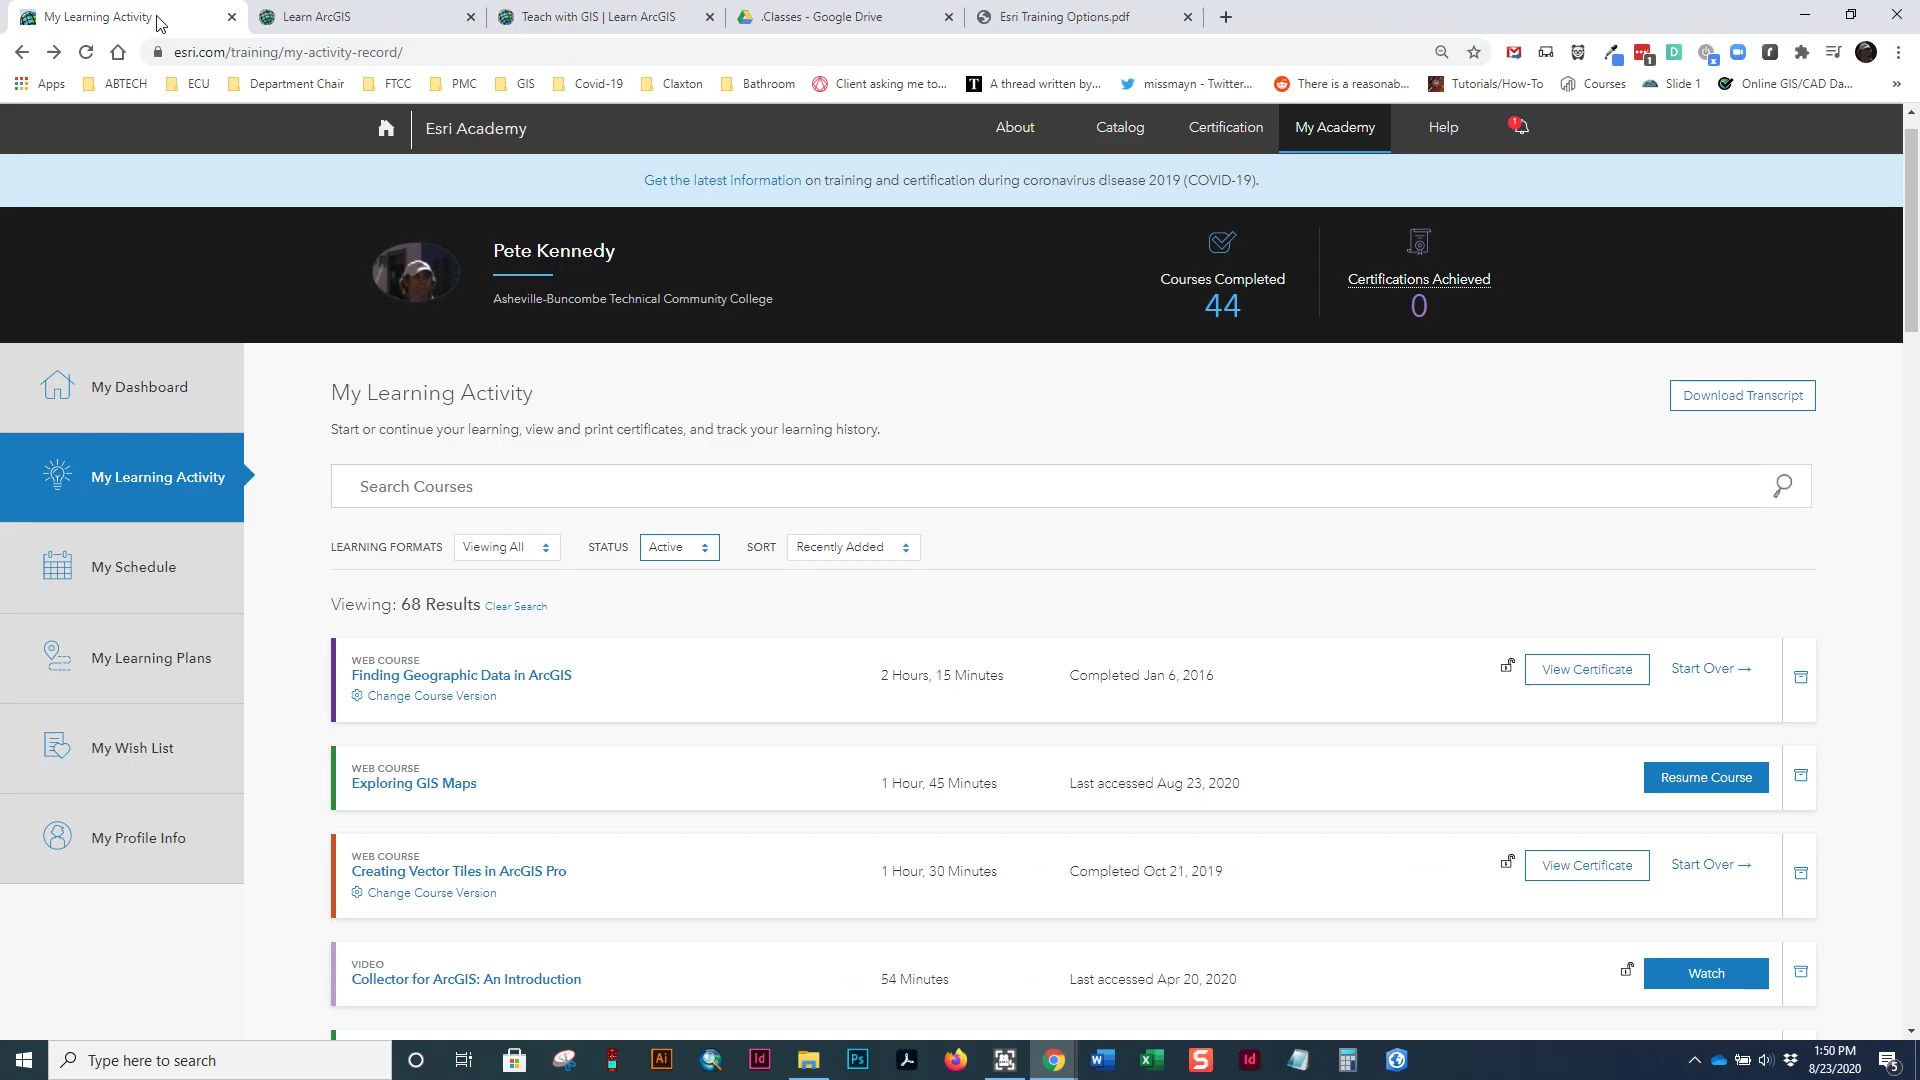 My Learning Activity
Learn ArcGIS
Teach with GIS | Learn ArcGIS
.Classes - Google Drive
Esri Training Options.pdf
esri.com/training/my-activity-record/
Apps
ABTECH
ECU
Department Chair
FTCC
PMC
GIS
Covid-19
Claxton
Bathroom
Client asking me to...
A thread written by...
missmayn - Twitter...
There is a reasonab...
Tutorials/How-To
Courses
Slide 1
Online GIS/CAD Da...
»
Esri Academy
About
Catalog
Certification
My Academy
Help
1
Get the latest information on training and certification during coronavirus disease 2019 (COVID-19).
Pete Kennedy
Asheville-Buncombe Technical Community College
Courses Completed
44
Certifications Achieved
0
My Dashboard
My Learning Activity
My Schedule
My Learning Plans
My Wish List
My Profile Info
My Learning Activity
Download Transcript
Start or continue your learning, view and print certificates, and track your learning history.
Search Courses
LEARNING FORMATS Viewing All STATUS Active SORT Recently Added
Viewing: 68 Results Clear Search
WEB COURSE
Finding Geographic Data in ArcGIS
Change Course Version
2 Hours, 15 Minutes
Completed Jan 6, 2016
View Certificate
Start Over →
WEB COURSE
Exploring GIS Maps
1 Hour, 45 Minutes
Last accessed Aug 23, 2020
Resume Course
WEB COURSE
Creating Vector Tiles in ArcGIS Pro
Change Course Version
1 Hour, 30 Minutes
Completed Oct 21, 2019
View Certificate
Start Over →
VIDEO
Collector for ArcGIS: An Introduction
54 Minutes
Last accessed Apr 20, 2020
Watch
Type here to search
1:50 PM
8/23/2020
5